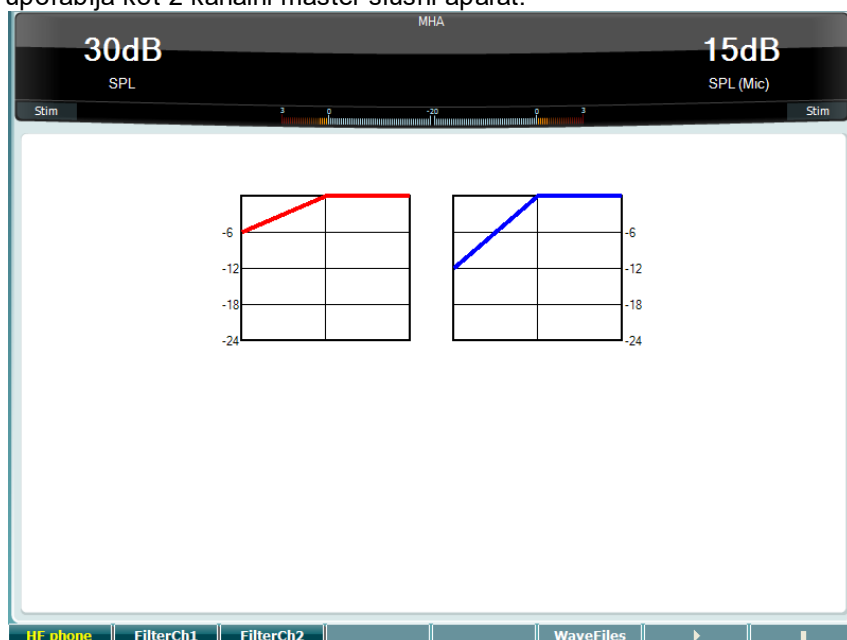 uporablja kot 2 kanalni master slušni aparat.
MHA
30dB 15dB
SPL SPL (Mic)
Stim 3 0 -20 0 3 Stim
-6 -6
-12 -12
-18 -18
-24 -24
HF phone FilterCh1 FilterCh2 WaveFiles